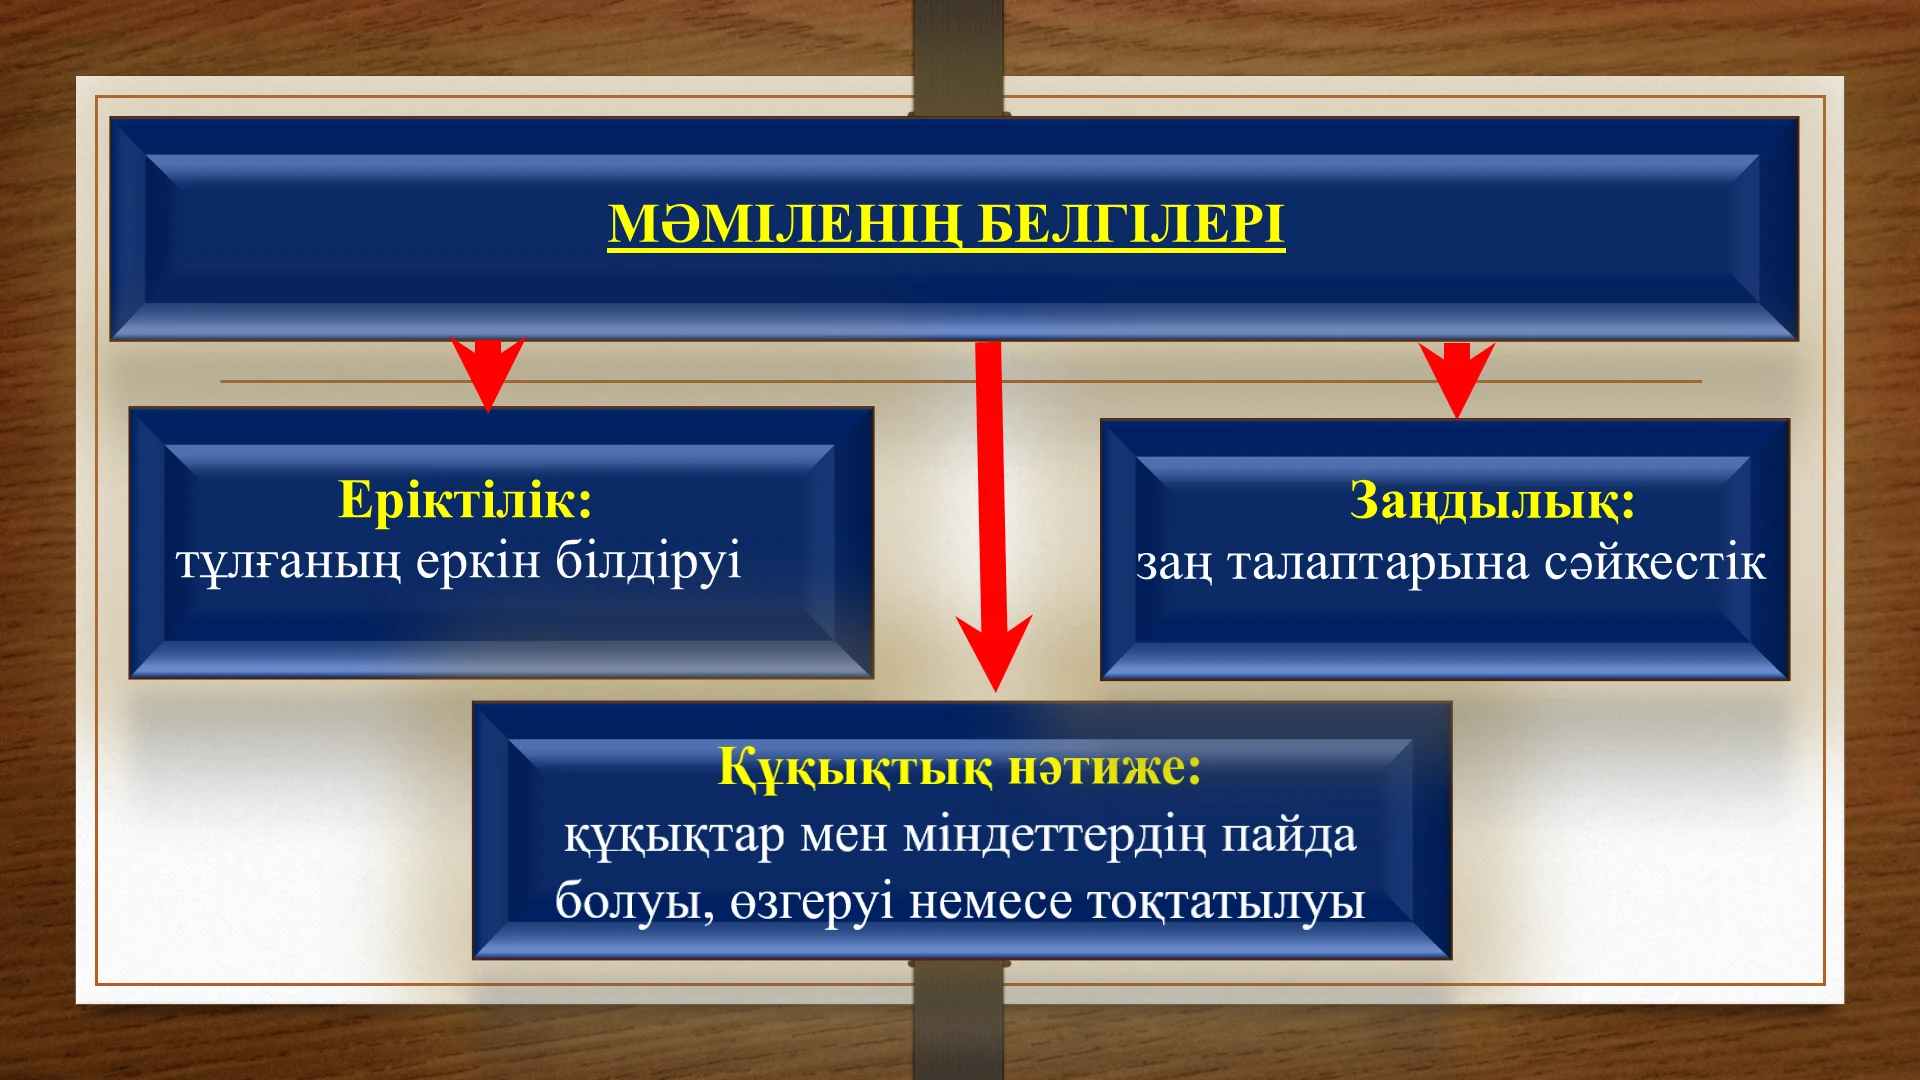 МӘМІЛЕНІҢ БЕЛГІЛЕРІ
Еріктілік:
тұлғаның еркін білдіруі
Заңдылық:
заң талаптарына сәйкестік
Құқықтық нәтиже:
құқықтар мен міндеттердің пайда
болуы, өзгеруі немесе тоқтатылуы